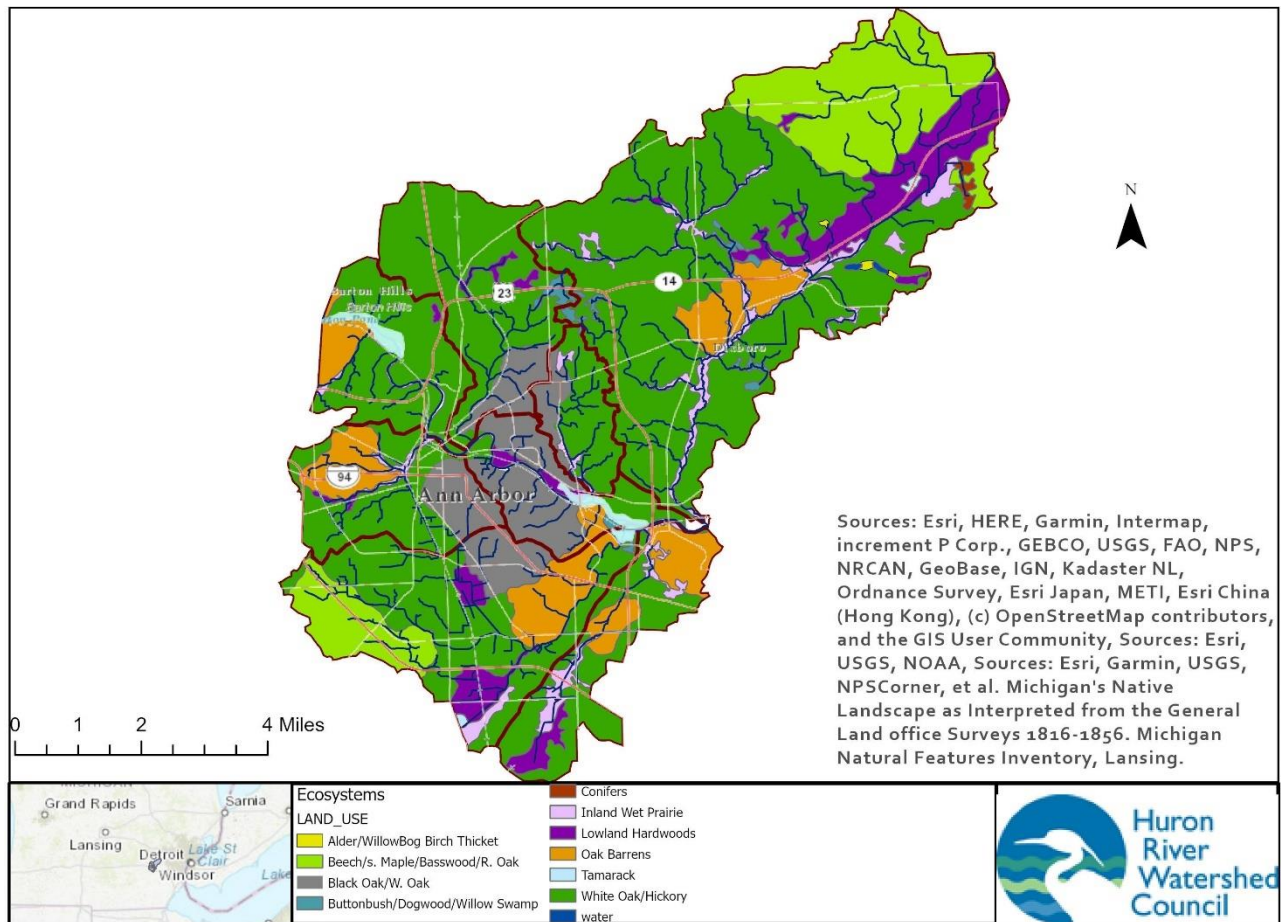 N
14
23
Barton Hills
Barton Hills
Dixboro
94
Ann Arbor
Sources: Esri, HERE, Garmin, Intermap,
increment P Corp., GEBCO, USGS, FAO, NPS,
NRCAN, GeoBase, IGN, Kadaster NL,
Ordnance Survey, Esri Japan, METI, Esri China
(Hong Kong), (c) OpenStreetMap contributors,
and the GIS User Community, Sources: Esri,
USGS, NOAA, Sources: Esri, Garmin, USGS,
NPSCorner, et al. Michigan's Native
Landscape as Interpreted from the General
Land office Surveys 1816-1856. Michigan
Natural Features Inventory, Lansing.
0 1 2 4 Miles
MICHIGAN
Grand Rapids
Sarnia
Lansing
Detroit
Lake St
Clair
Windsor
Lake
Ecosystems
LAND_USE
Alder/WillowBog Birch Thicket
Beech/s. Maple/Basswood/R. Oak
Black Oak/W. Oak
Buttonbush/Dogwood/Willow Swamp
Conifers
Inland Wet Prairie
Lowland Hardwoods
Oak Barrens
Tamarack
White Oak/Hickory
water
Huron
River
Watershed
Council